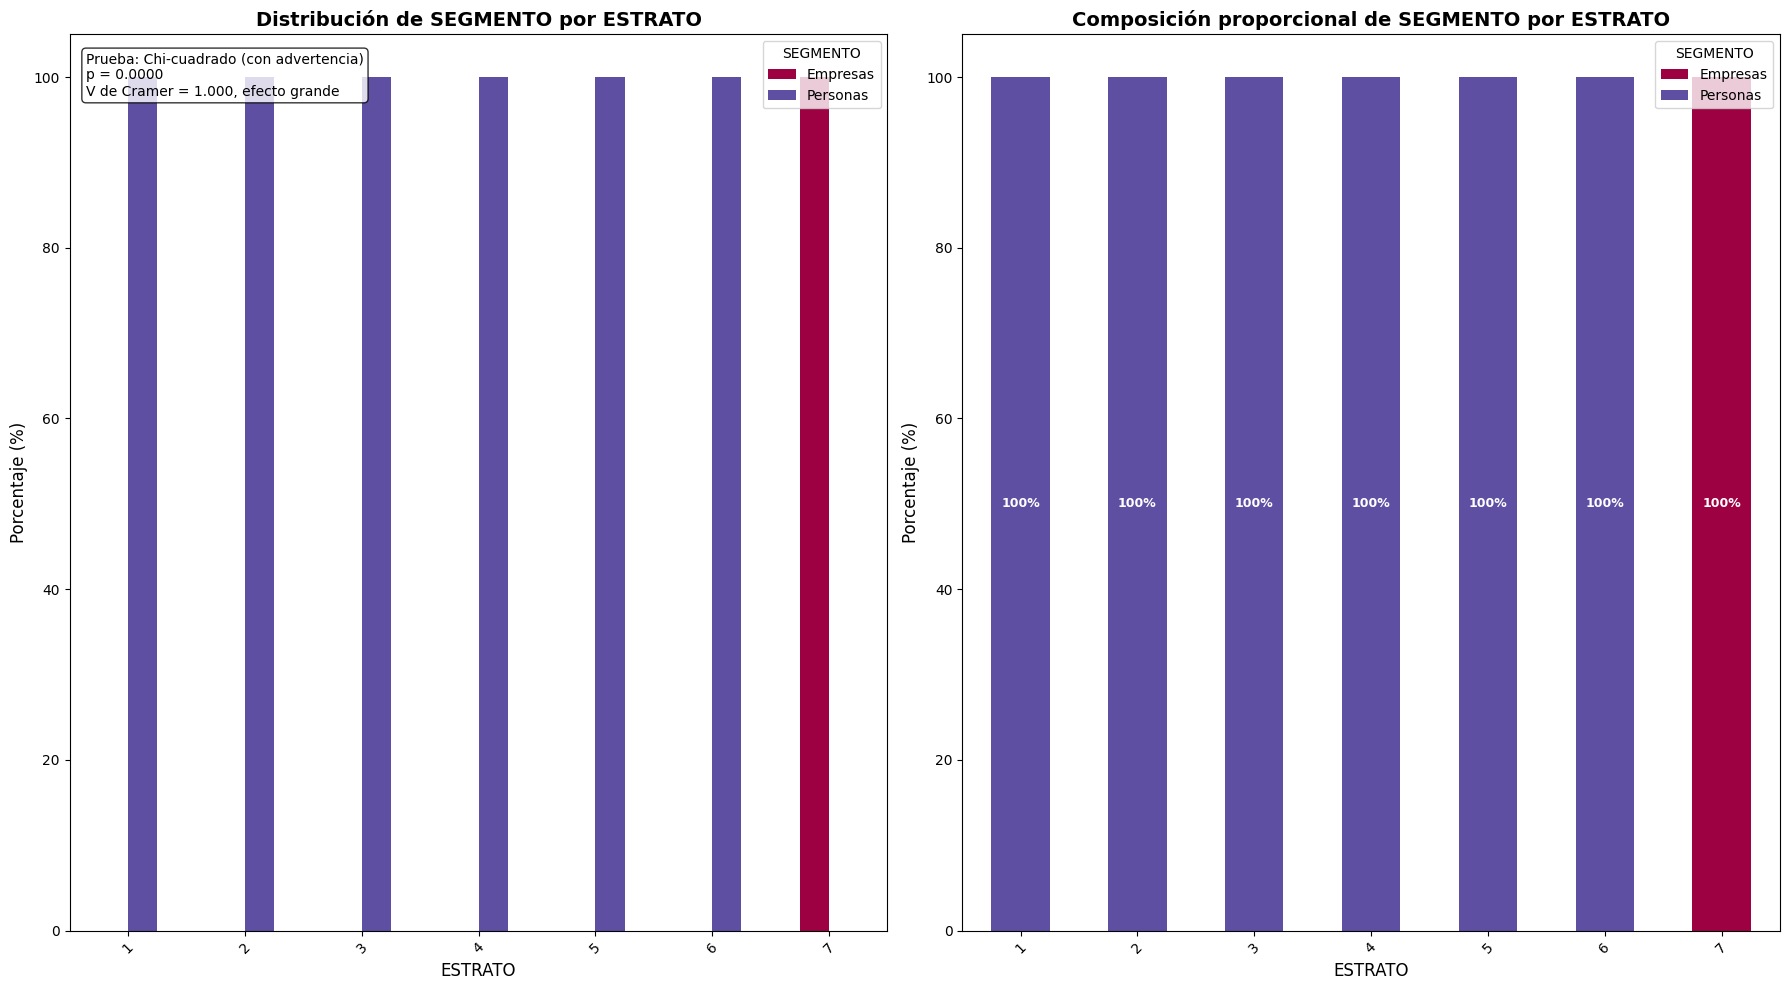 Distribución de SEGMENTO por ESTRATO
Prueba: Chi-cuadrado (con advertencia)
p = 0.0000
V de Cramer = 1.000, efecto grande
SEGMENTO
Empresas
Personas
Porcentaje (%)
100
80
60
40
20
0
1 2 3 4 5 6 7
ESTRATO
Composición proporcional de SEGMENTO por ESTRATO
SEGMENTO
Empresas
Personas
Porcentaje (%)
100
80
60
40
20
0
100% 100% 100% 100% 100% 100% 100%
1 2 3 4 5 6 7
ESTRATO